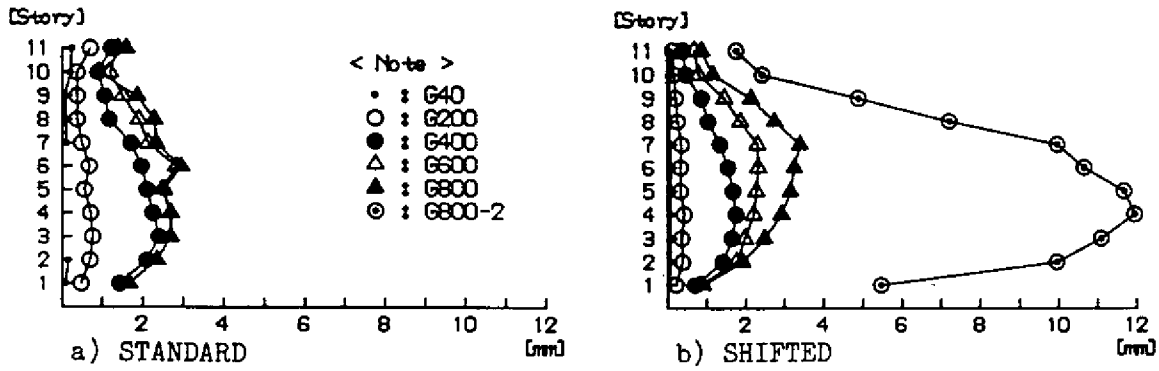 [Story]
11
10
9
8
7
6
5
4
3
2
1
2 4 6 8 10 12
[mm]
a) STANDARD
< Note >
• : G40
○ : G200
● : G400
△ : G600
▲ : G800
⊙ : G800-2
[Story]
11
10
9
8
7
6
5
4
3
2
1
2 4 6 8 10 12
[mm]
b) SHIFTED